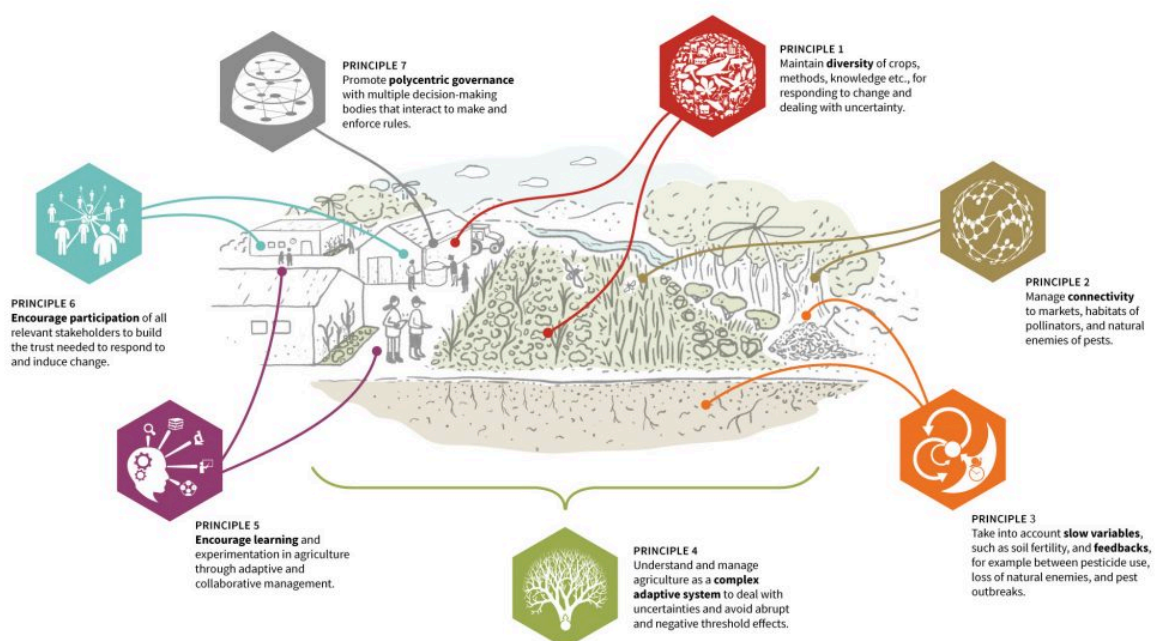 PRINCIPLE 7
Promote polycentric governance
with multiple decision-making
bodies that interact to make and
enforce rules.
PRINCIPLE 1
Maintain diversity of crops,
methods, knowledge etc., for
responding to change and
dealing with uncertainty.
PRINCIPLE 6
Encourage participation of all
relevant stakeholders to build
the trust needed to respond to
and induce change.
PRINCIPLE 2
Manage connectivity
to markets, habitats of
pollinators, and natural
enemies of pests.
PRINCIPLE 5
Encourage learning and
experimentation in agriculture
through adaptive and
collaborative management.
PRINCIPLE 4
Understand and manage
agriculture as a complex
adaptive system to deal with
uncertainties and avoid abrupt
and negative threshold effects.
PRINCIPLE 3
Take into account slow variables,
such as soil fertility, and feedbacks,
for example between pesticide use,
loss of natural enemies, and pest
outbreaks.